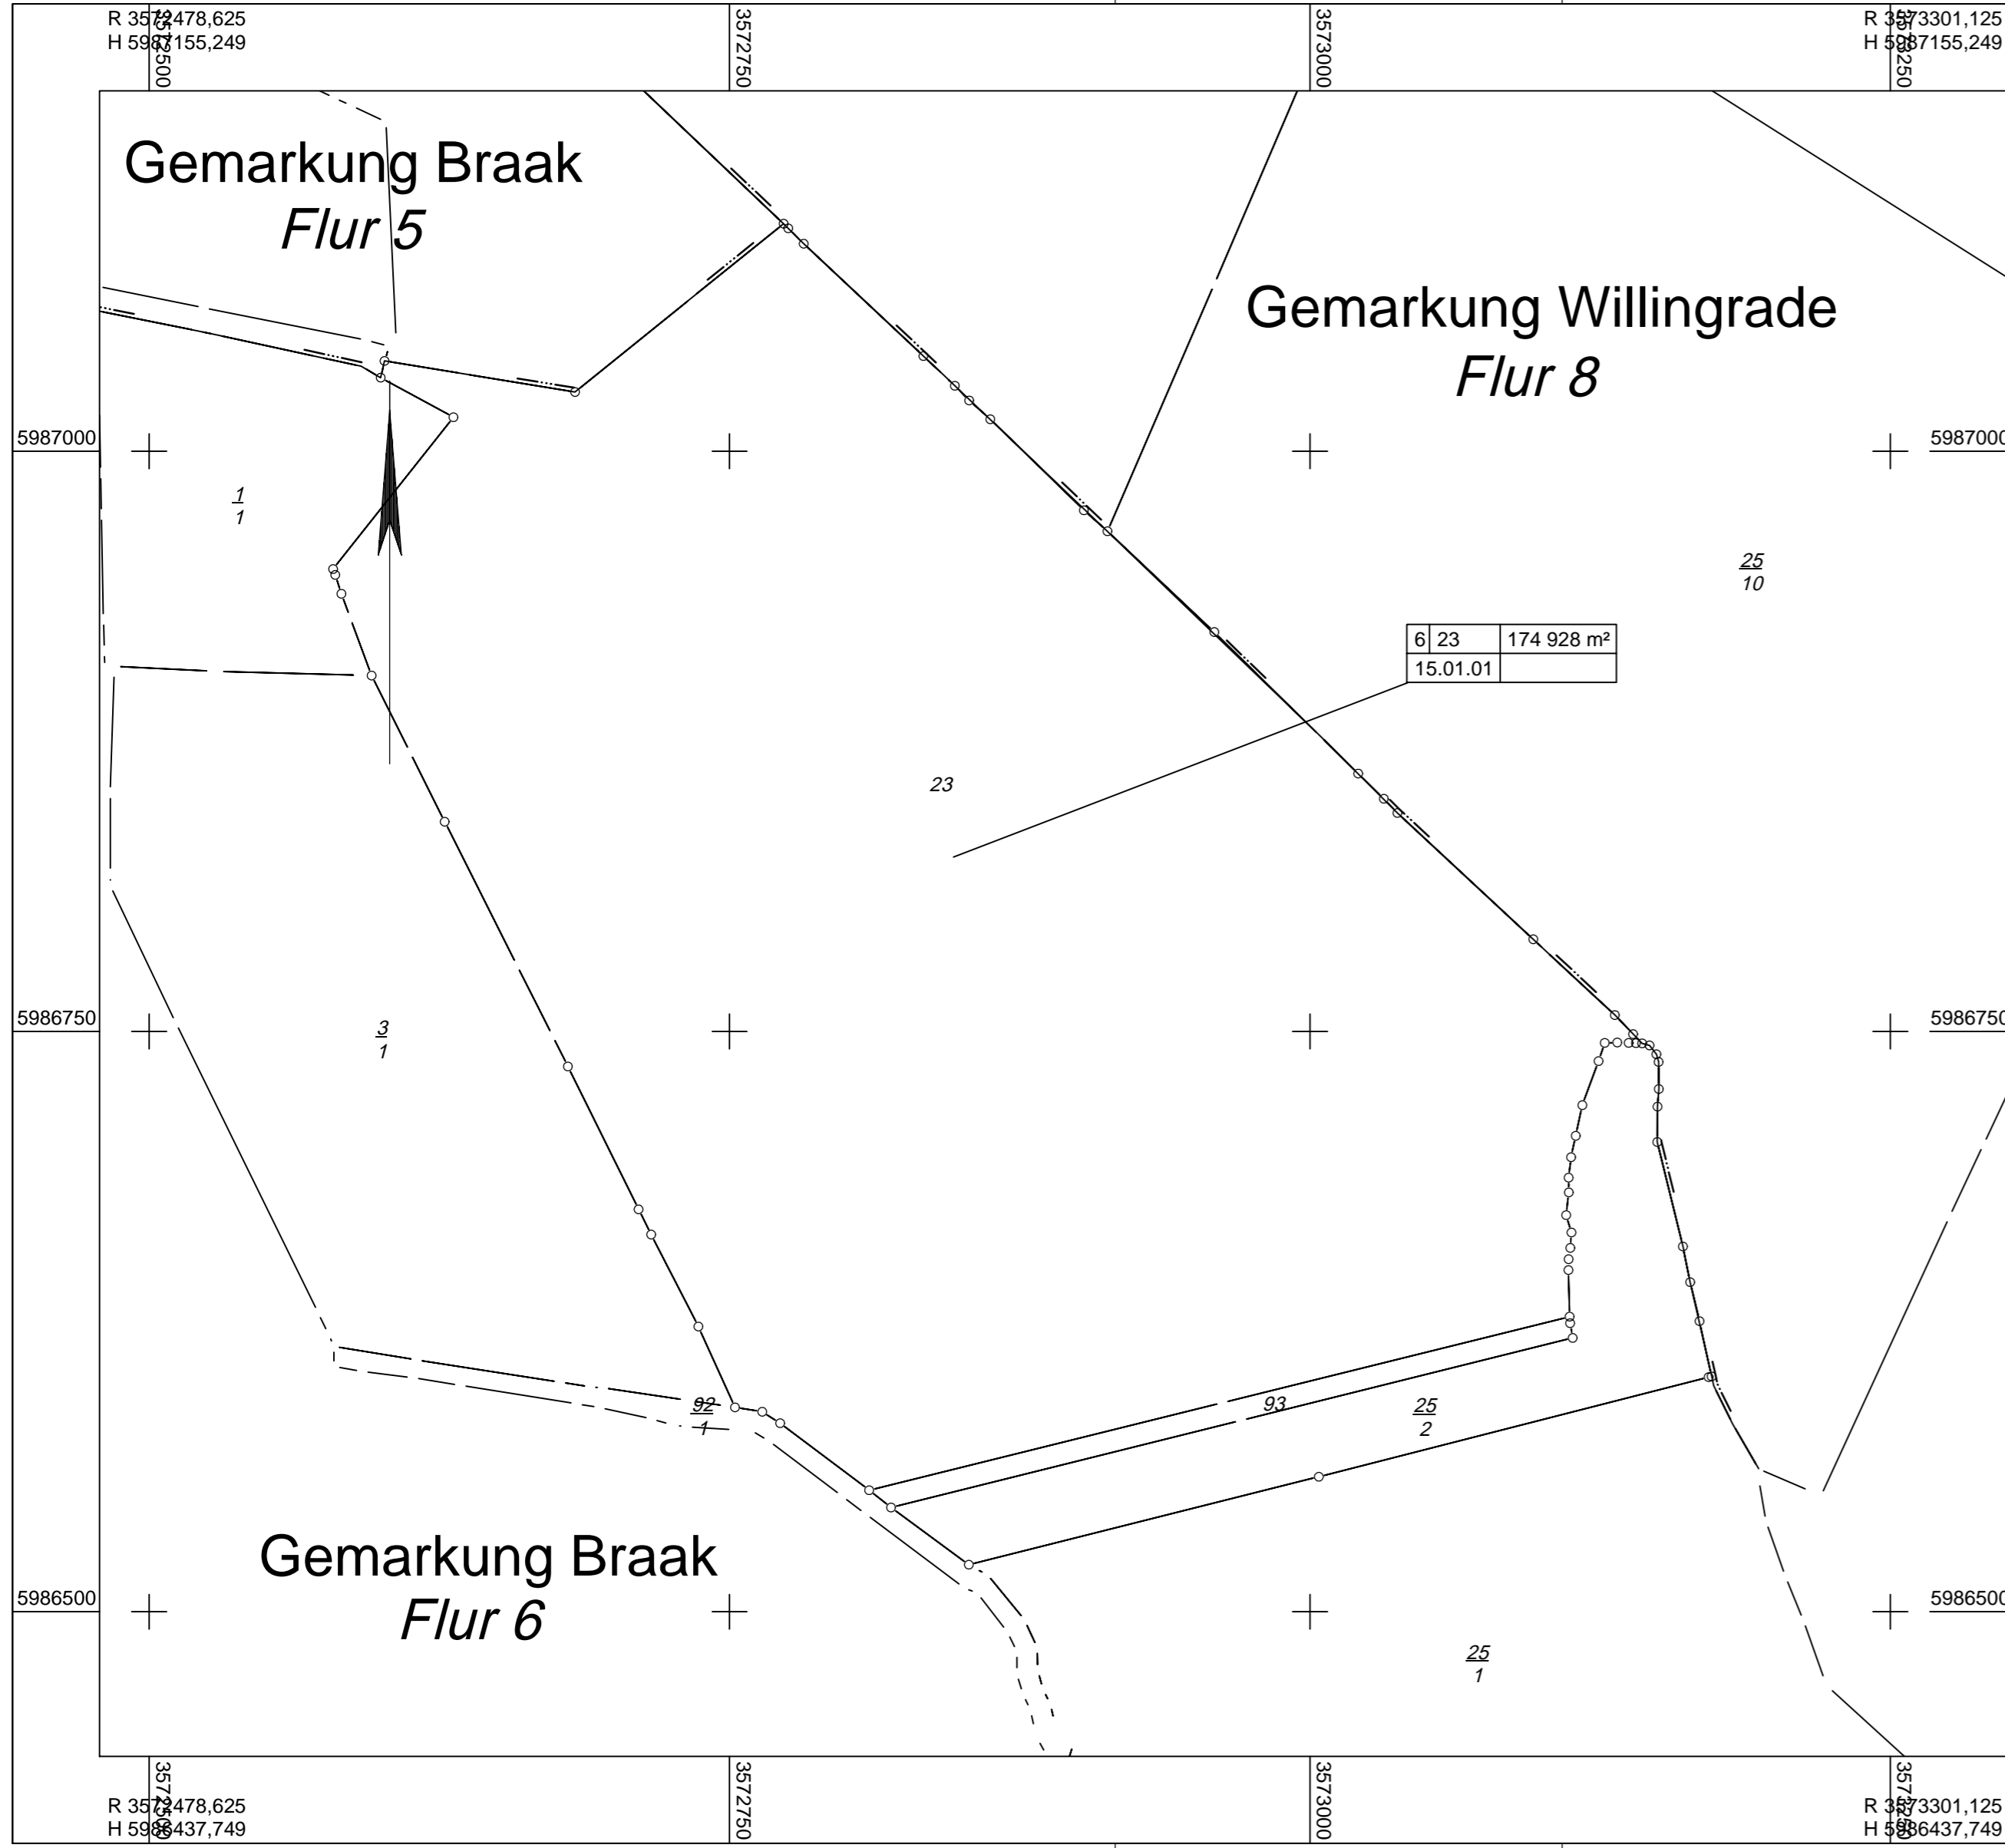 R 3572478,625
H 5987155,249
3572500
3572750
3573000
R 3573301,125
H 5987155,249
3573250
Gemarkung Braak
Flur 5
Gemarkung Willingrade
Flur 8
5987000
5987000
1
1
25
10
6 23 174 928 m²
15.01.01
23
5986750
5986750
3
1
92
1
93
25
2
Gemarkung Braak
Flur 6
5986500
5986500
25
1
R 3572478,625
H 5986437,749
3572500
3572750
3573000
R 3573301,125
H 5986437,749
3573250